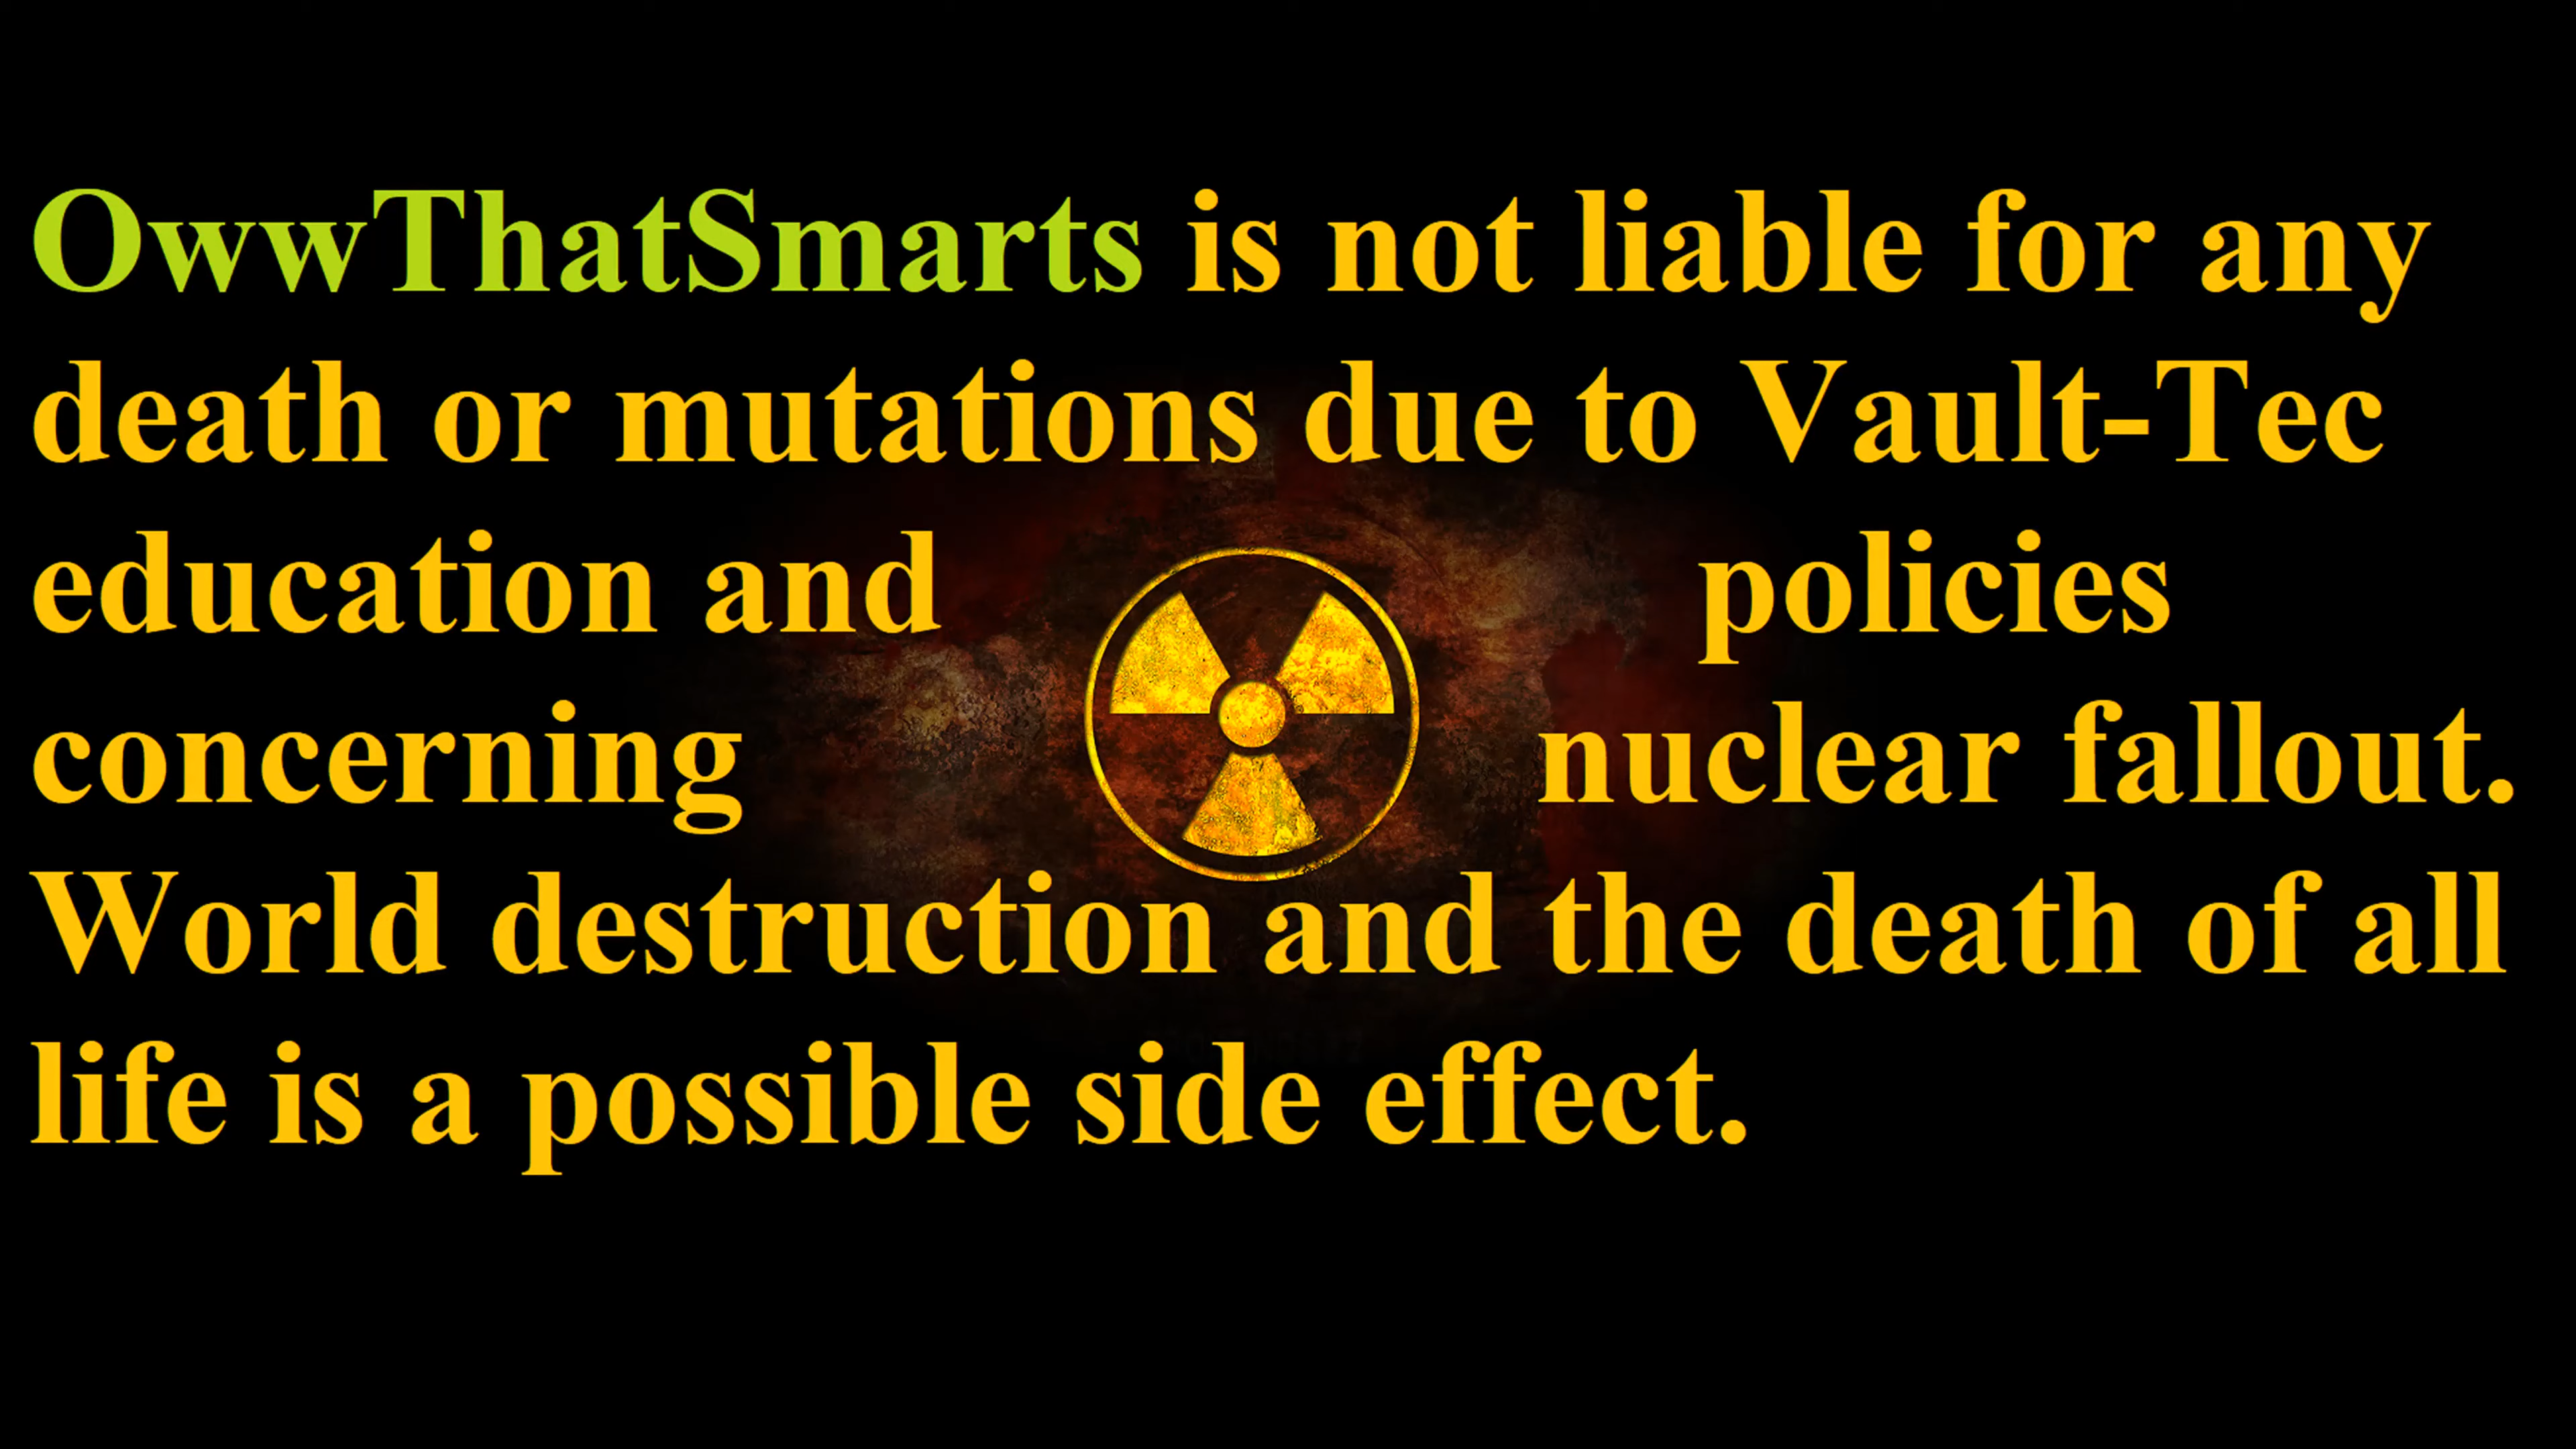 OwwThatSmarts is not liable for any
death or mutations due to Vault-Tec
education and policies
concerning nuclear fallout.
World destruction and the death of all
life is a possible side effect.